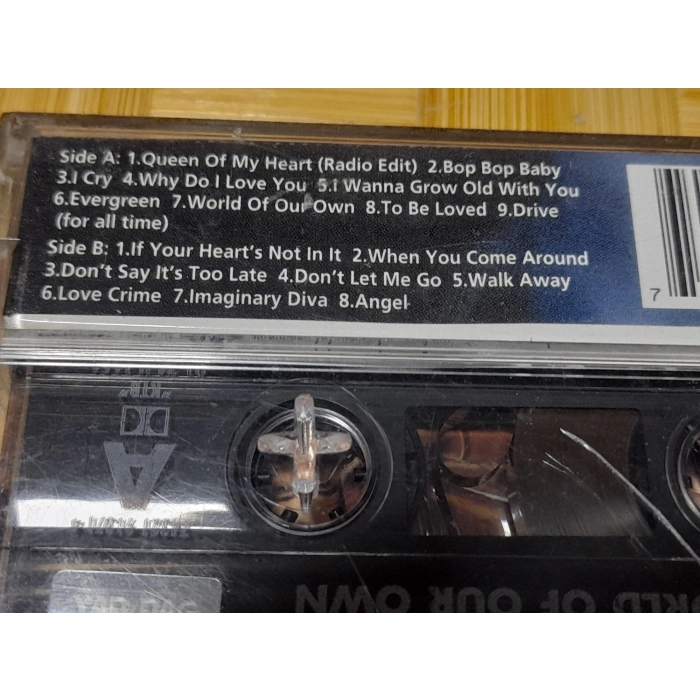 Side A: 1.Queen Of My Heart (Radio Edit) 2.Bop Bop Baby
3.I Cry 4.Why Do I Love You 5.I Wanna Grow Old With You
6.Evergreen 7.World Of Our Own 8.To Be Loved 9.Drive
(for all time)
Side B: 1.If Your Heart's Not In It 2.When You Come Around
3.Don't Say It's Too Late 4.Don't Let Me Go 5.Walk Away
6.Love Crime 7.Imaginary Diva 8.Angel
7
A
OF OUR OWN